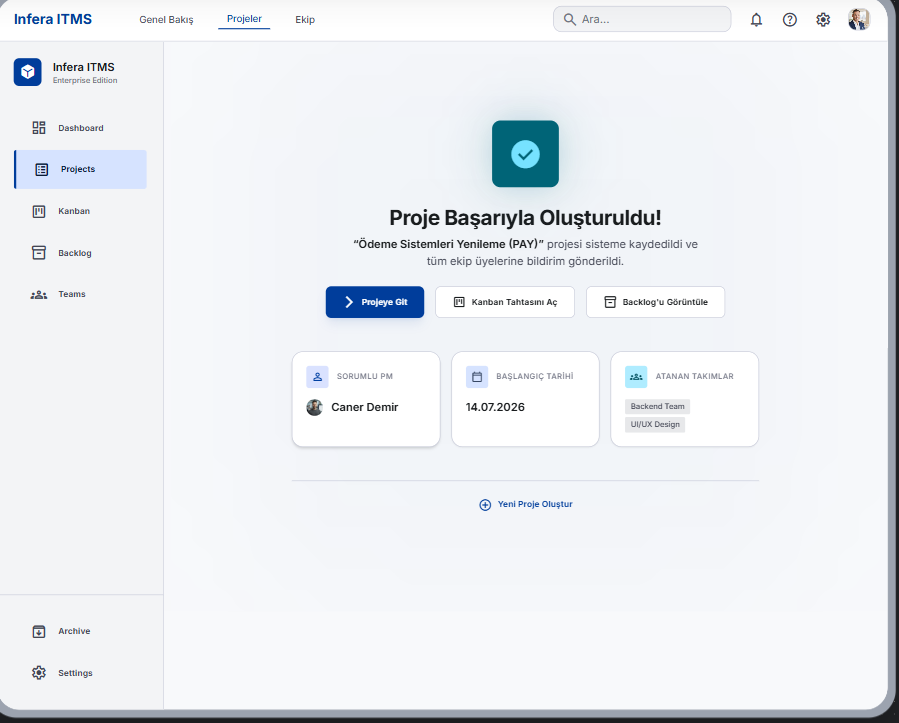 Infera ITMS
Genel Bakış
Projeler
Ekip
Ara...
Infera ITMS
Enterprise Edition
Dashboard
Projects
Kanban
Backlog
Teams
Archive
Settings
Proje Başarıyla Oluşturuldu!
“Ödeme Sistemleri Yenileme (PAY)” projesi sisteme kaydedildi ve
tüm ekip üyelerine bildirim gönderildi.
Projeye Git
Kanban Tahtasını Aç
Backlog'u Görüntüle
SORUMLU PM
Caner Demir
BAŞLANGIÇ TARİHİ
14.07.2026
ATANAN TAKIMLAR
Backend Team
UI/UX Design
Yeni Proje Oluştur